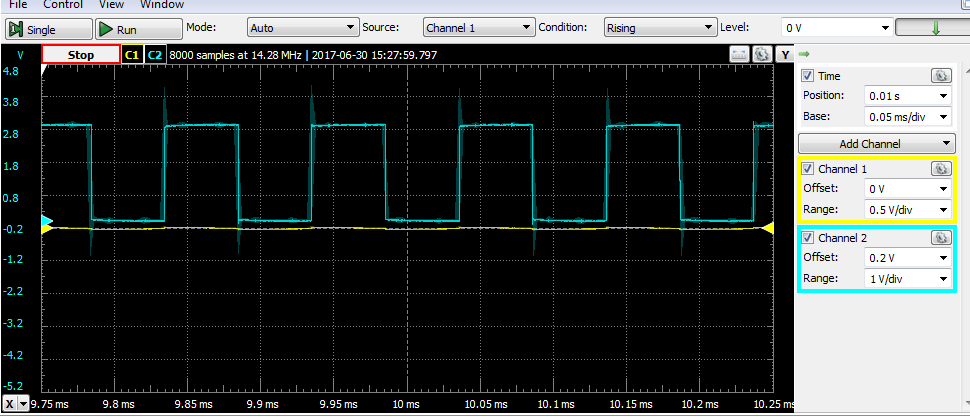 File Control View Window
Single Run Mode: Auto Source: Channel 1 Condition: Rising Level: 0 V
V Stop C1 C2 8000 samples at 14.28 MHz | 2017-06-30 15:27:59.797 Y
4.8
3.8
2.8
1.8
0.8
-0.2
-1.2
-2.2
-3.2
-4.2
-5.2
X 9.75 ms 9.8 ms 9.85 ms 9.9 ms 9.95 ms 10 ms 10.05 ms 10.1 ms 10.15 ms 10.2 ms 10.25 ms
Time
Position: 0.01 s
Base: 0.05 ms/div
Add Channel
Channel 1
Offset: 0 V
Range: 0.5 V/div
Channel 2
Offset: 0.2 V
Range: 1 V/div